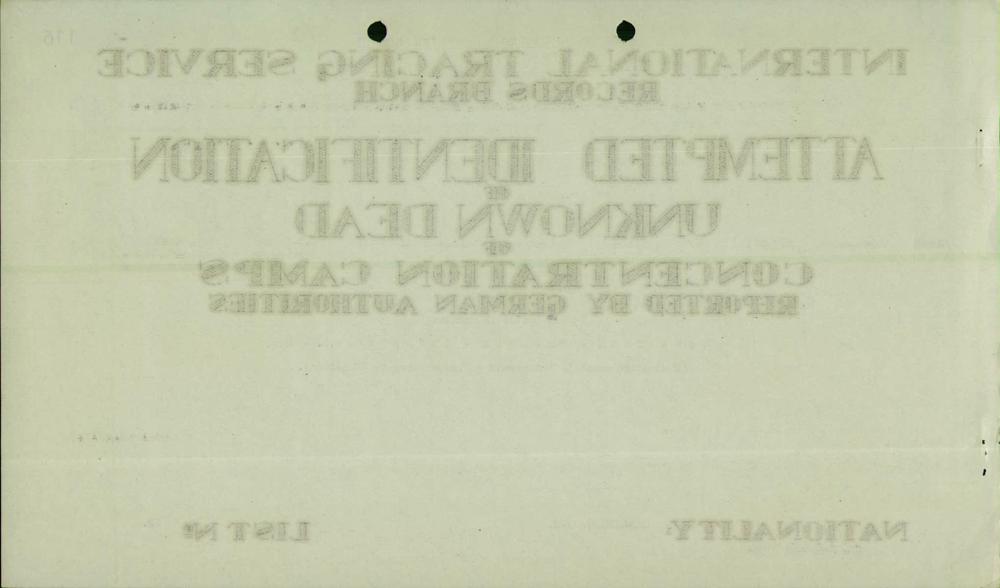 116
INTERNATIONAL TRACING SERVICE
RECORDS BRANCH
ATTEMPTED IDENTIFICATION
OF
UNKNOWN DEAD
OF
CONCENTRATION CAMPS
REPORTED BY GERMAN AUTHORITIES
NATIONALITY: LIST Nº